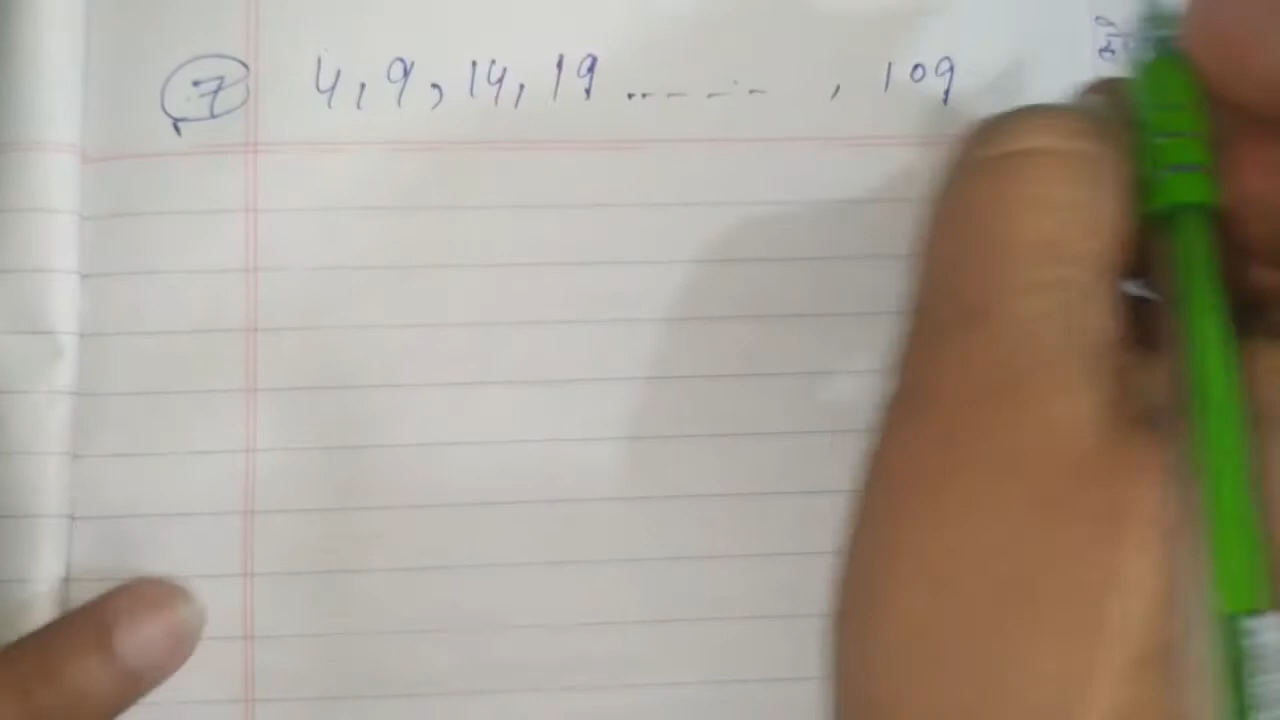 7 4, 9, 14, 19 ........ , 109